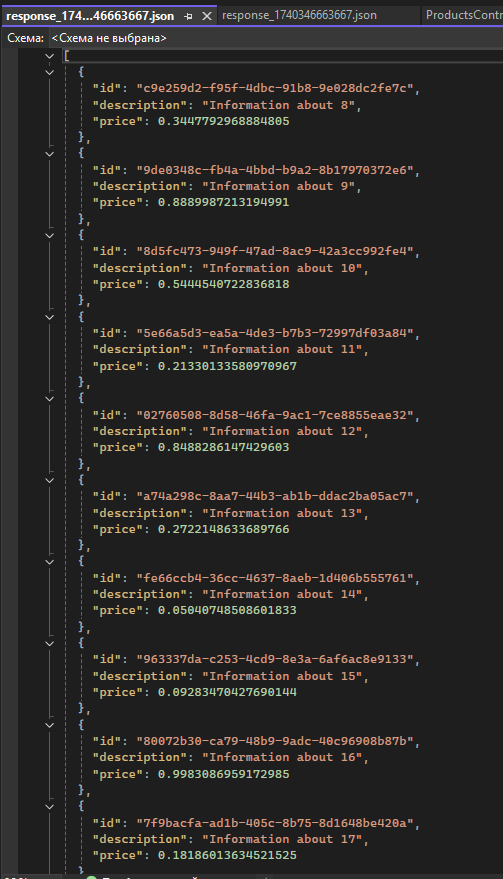 response_174...46663667.json
response_1740346663667.json
ProductsContr
Схема: <Схема не выбрана>
[
{
"id": "c9e259d2-f95f-4dbc-91b8-9e028dc2fe7c",
"description": "Information about 8",
"price": 0.3447792968884805
},
{
"id": "9de0348c-fb4a-4bbd-b9a2-8b17970372e6",
"description": "Information about 9",
"price": 0.8889987213194991
},
{
"id": "8d5fc473-949f-47ad-8ac9-42a3cc992fe4",
"description": "Information about 10",
"price": 0.5444540722836818
},
{
"id": "5e66a5d3-ea5a-4de3-b7b3-72997df03a84",
"description": "Information about 11",
"price": 0.21330133580970967
},
{
"id": "02760508-8d58-46fa-9ac1-7ce8855eae32",
"description": "Information about 12",
"price": 0.8488286147429603
},
{
"id": "a74a298c-8aa7-44b3-ab1b-ddac2ba05ac7",
"description": "Information about 13",
"price": 0.2722148633689766
},
{
"id": "fe66ccb4-36cc-4637-8aeb-1d406b555761",
"description": "Information about 14",
"price": 0.05040748508601833
},
{
"id": "963337da-c253-4cd9-8e3a-6af6ac8e9133",
"description": "Information about 15",
"price": 0.09283470427690144
},
{
"id": "80072b30-ca79-48b9-9adc-40c96908b87b",
"description": "Information about 16",
"price": 0.9983086959172985
},
{
"id": "7f9bacfa-ad1b-405c-8b75-8d1648be420a",
"description": "Information about 17",
"price": 0.18186013634521525
}